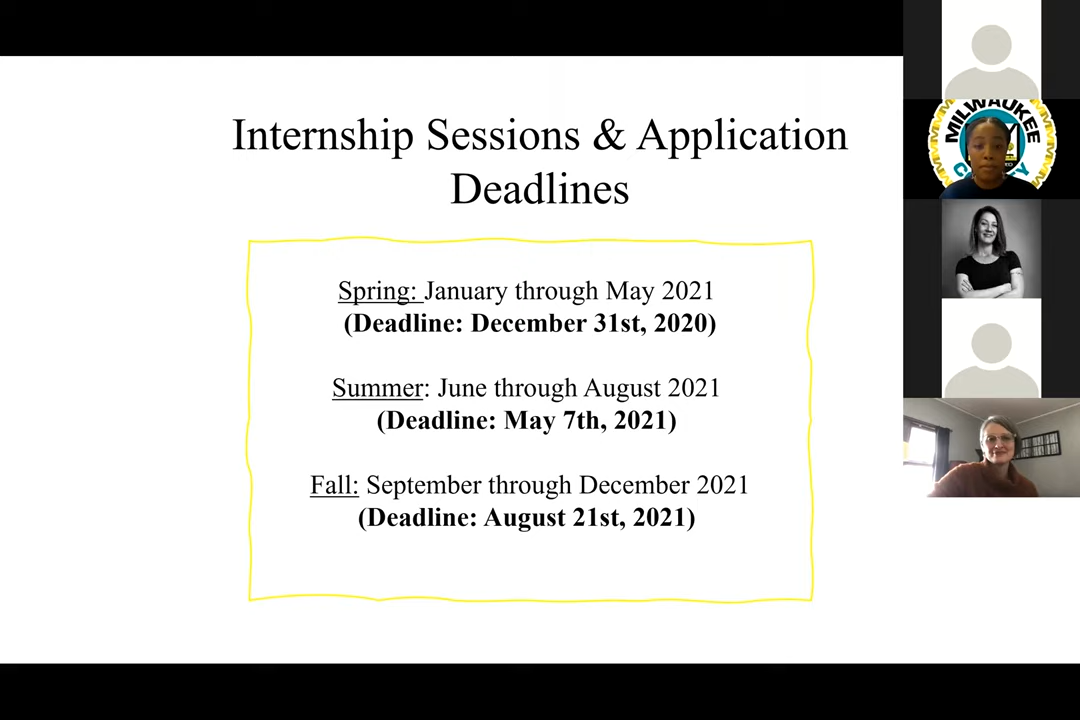 Internship Sessions & Application
Deadlines
Spring: January through May 2021
(Deadline: December 31st, 2020)
Summer: June through August 2021
(Deadline: May 7th, 2021)
Fall: September through December 2021
(Deadline: August 21st, 2021)
MILWAUKEE